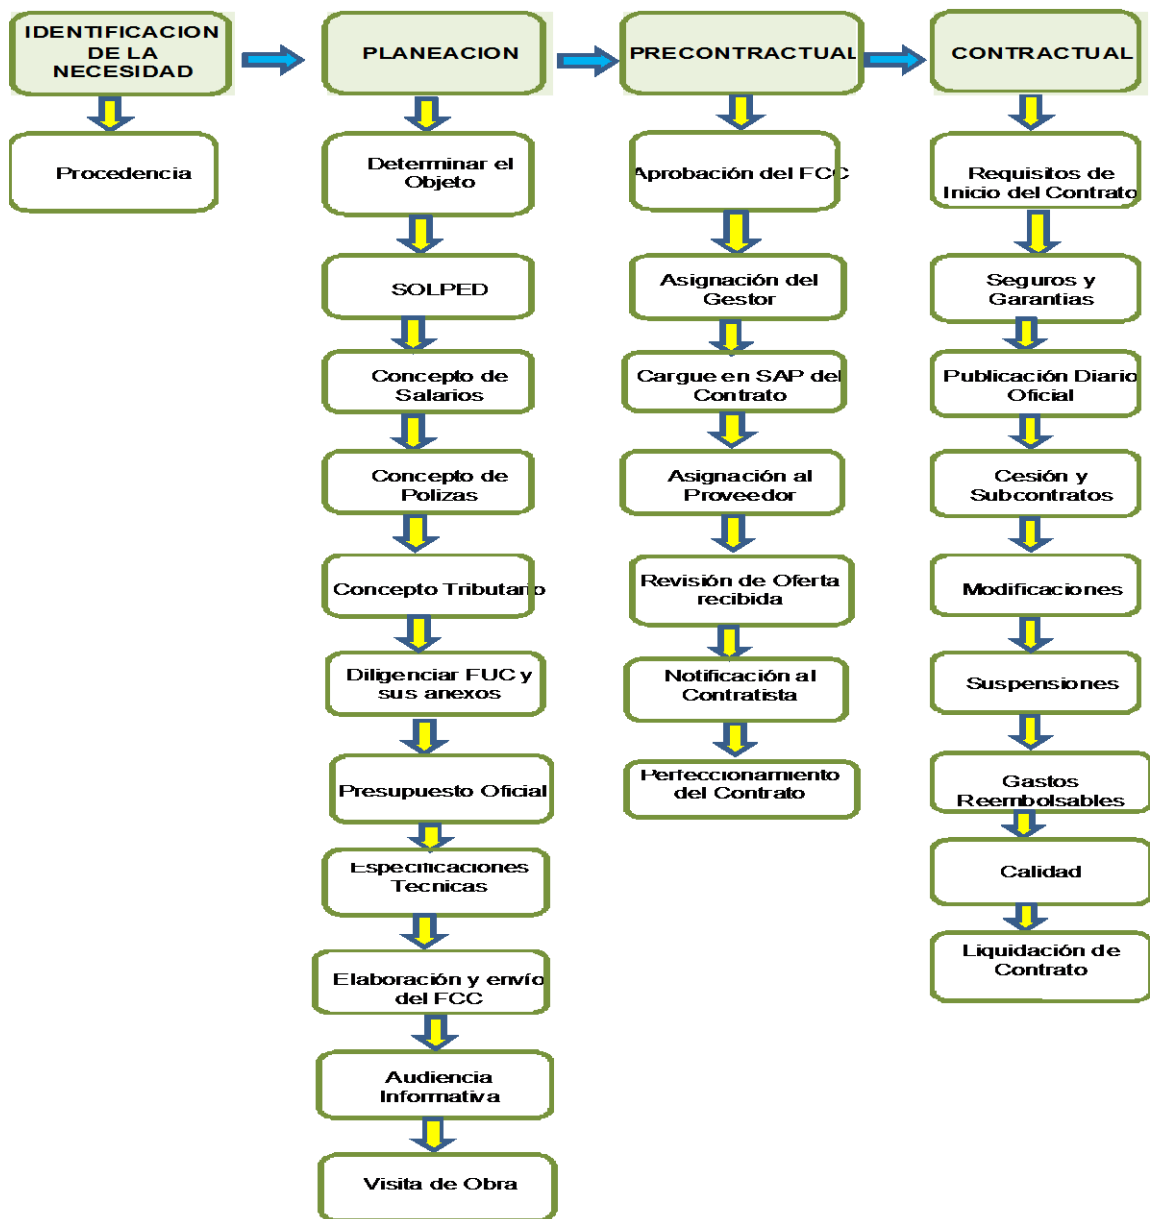 IDENTIFICACION
DE LA
NECESIDAD
PLANEACION
PRECONTRACTUAL
CONTRACTUAL
Procedencia
Determinar el
Objeto
SOLPED
Concepto de
Salarios
Concepto de
Polizas
Concepto Tributario
Diligenciar FUC y
sus anexos
Presupuesto Oficial
Especificaciones
Tecnicas
Elaboración y envío
del FCC
Audiencia
Informativa
Visita de Obra
Aprobación del FCC
Asignación del
Gestor
Cargue en SAP del
Contrato
Asignación al
Proveedor
Revisión de Oferta
recibida
Notificación al
Contratista
Perfeccionamiento
del Contrato
Requisitos de
Inicio del Contrato
Seguros y
Garantias
Publicación Diario
Oficial
Cesión y
Subcontratos
Modificaciones
Suspensiones
Gastos
Reembolsables
Calidad
Liquidación de
Contrato